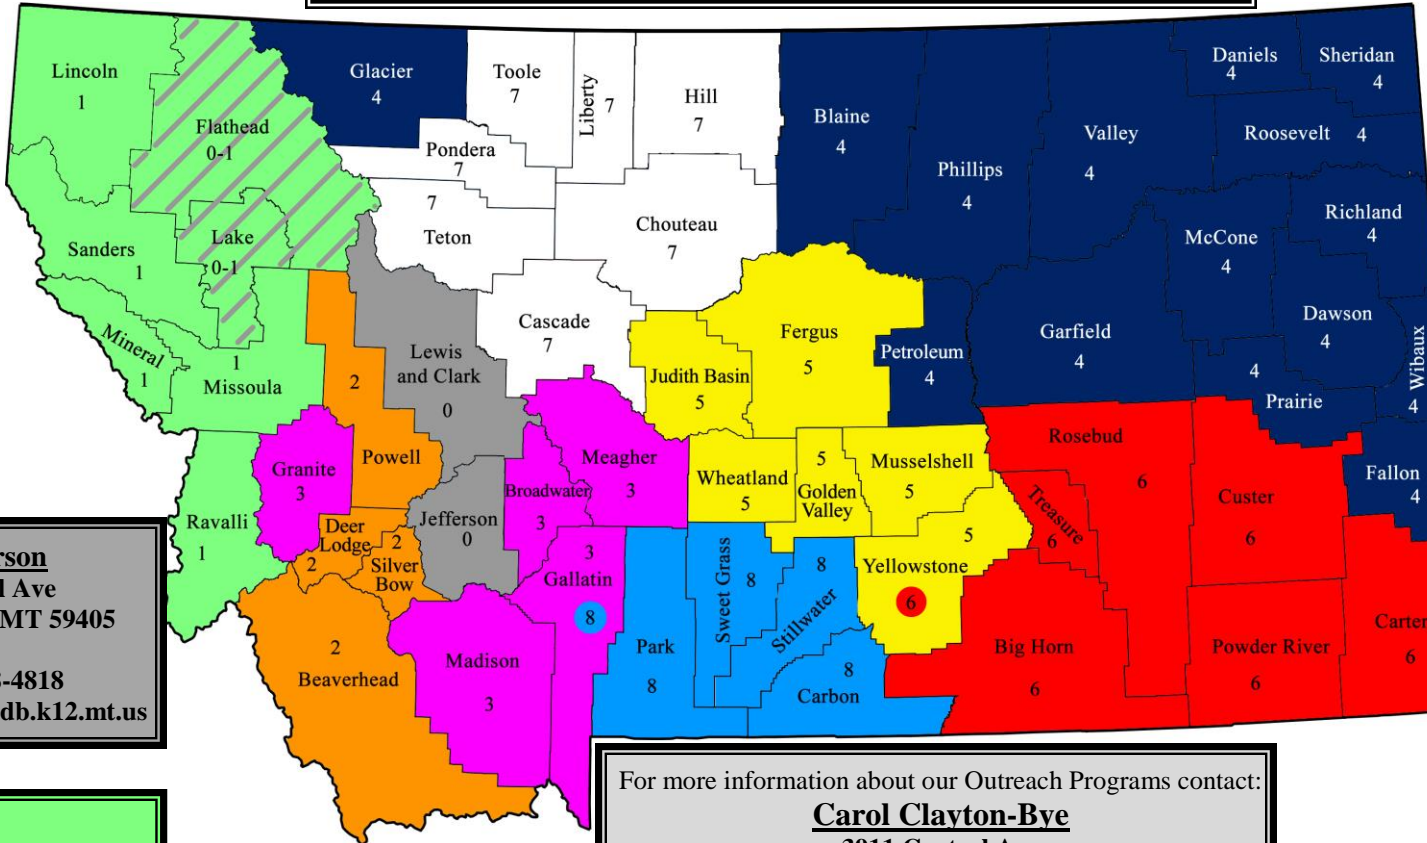 Lincoln
1
Flathead
0-1
Glacier
4
Toole
7
Liberty
7
Hill
7
Pondera
7
7
Teton
Chouteau
7
Cascade
7
Blaine
4
Phillips
4
Valley
4
Daniels
4
Sheridan
4
Roosevelt 4
Richland
4
McCone
4
Dawson
4
Wibaux
4
Garfield
4
4
Prairie
Petroleum
4
Fallon
4
Sanders
1
Lake
0-1
Mineral
1
1
Missoula
2
Powell
Lewis
and Clark
0
Judith Basin
5
Fergus
5
Ravalli
1
Granite
3
Deer
Lodge
2
2
Silver
Bow
Jefferson
0
Broadwater
3
Meagher
3
Wheatland
5
5
Golden
Valley
Musselshell
5
5
Yellowstone
6
Rosebud
6
Treasure
6
Custer
6
2
Beaverhead
Madison
3
3
Gallatin
8
Park
8
Sweet Grass
8
8
Stillwater
8
Carbon
Big Horn
6
Powder River
6
Carter
6
Ave
MT 59405
-4818
db.k12.mt.us
For more information about our Outreach Programs contact:
Carol Clayton-Bye